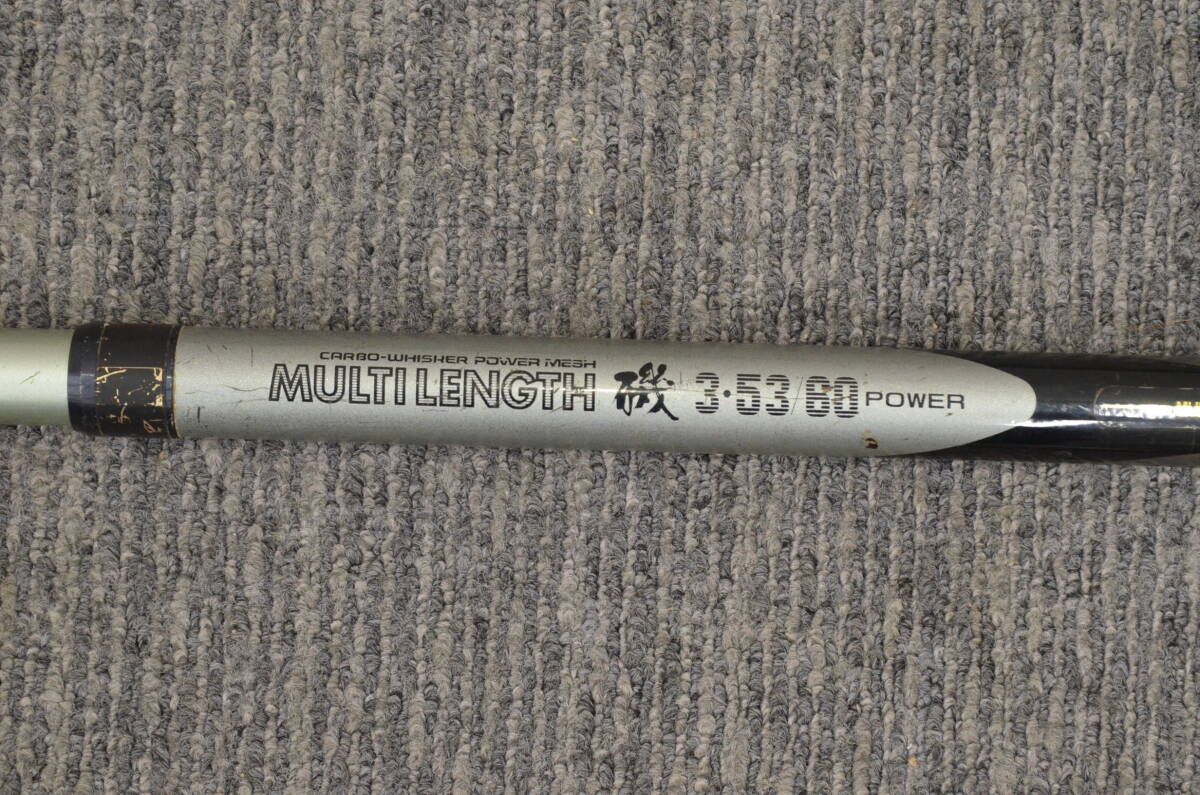 CARBO-WHISKER POWER MESH
MULTI LENGTH 磯 3·53/60 POWER